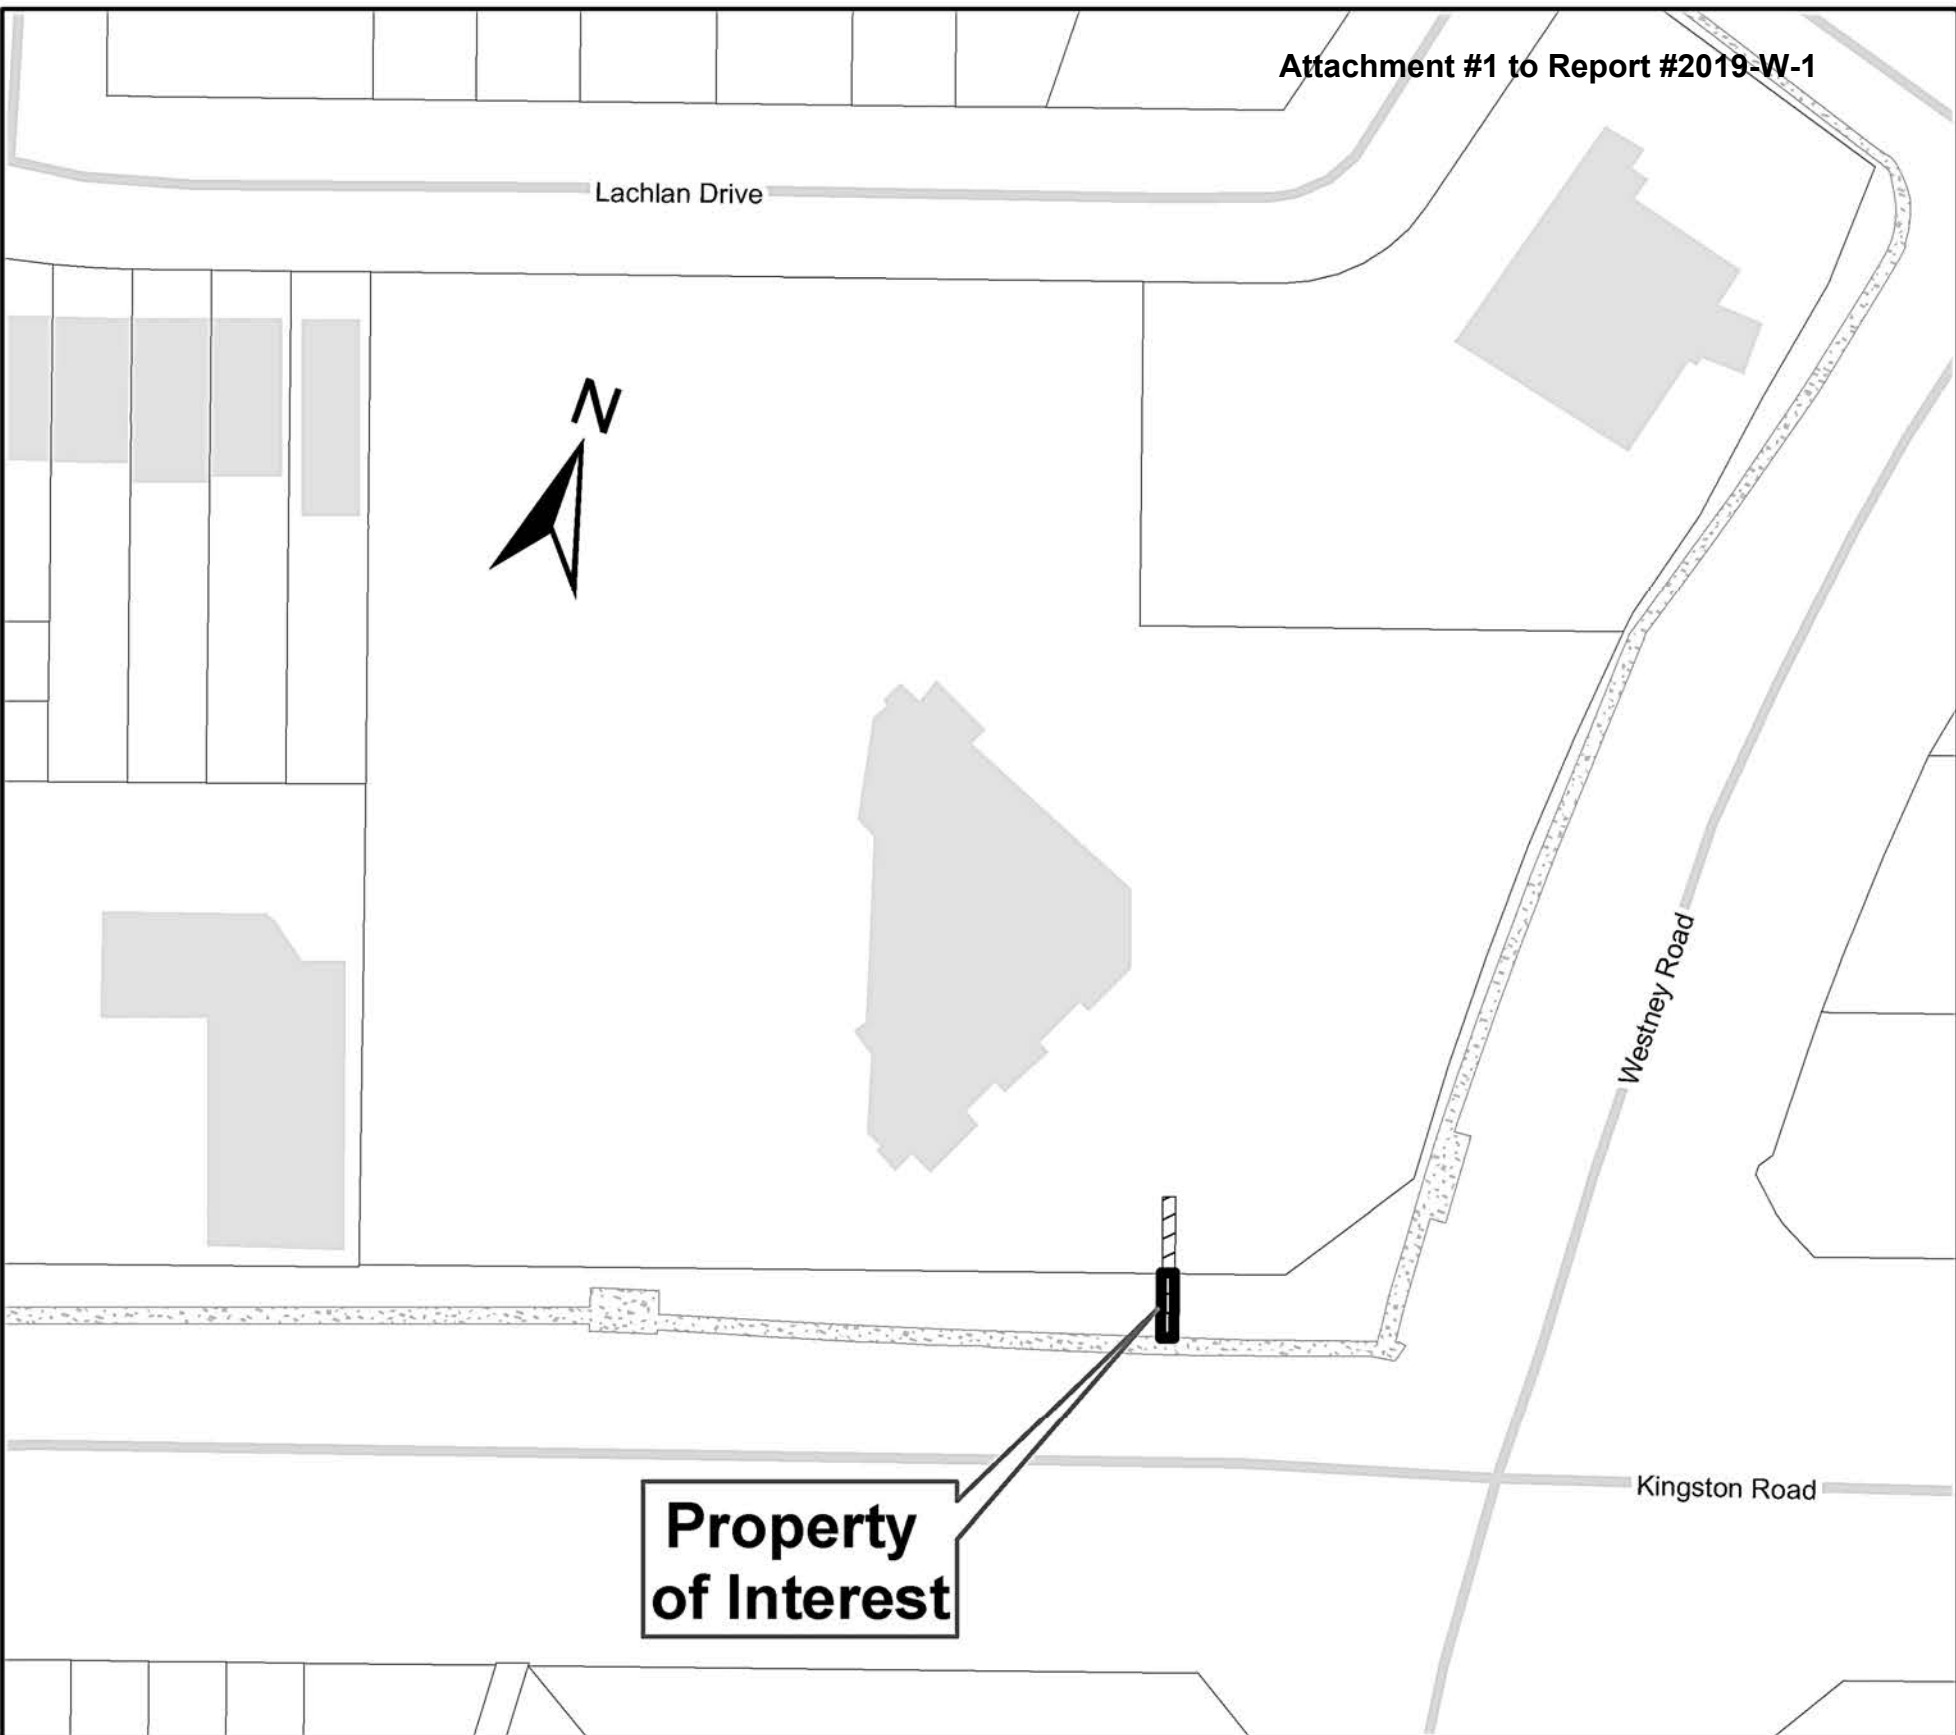 Attachment #1 to Report #2019-W-1
Lachlan Drive
N
Westney Road
Kingston Road
Property
of Interest